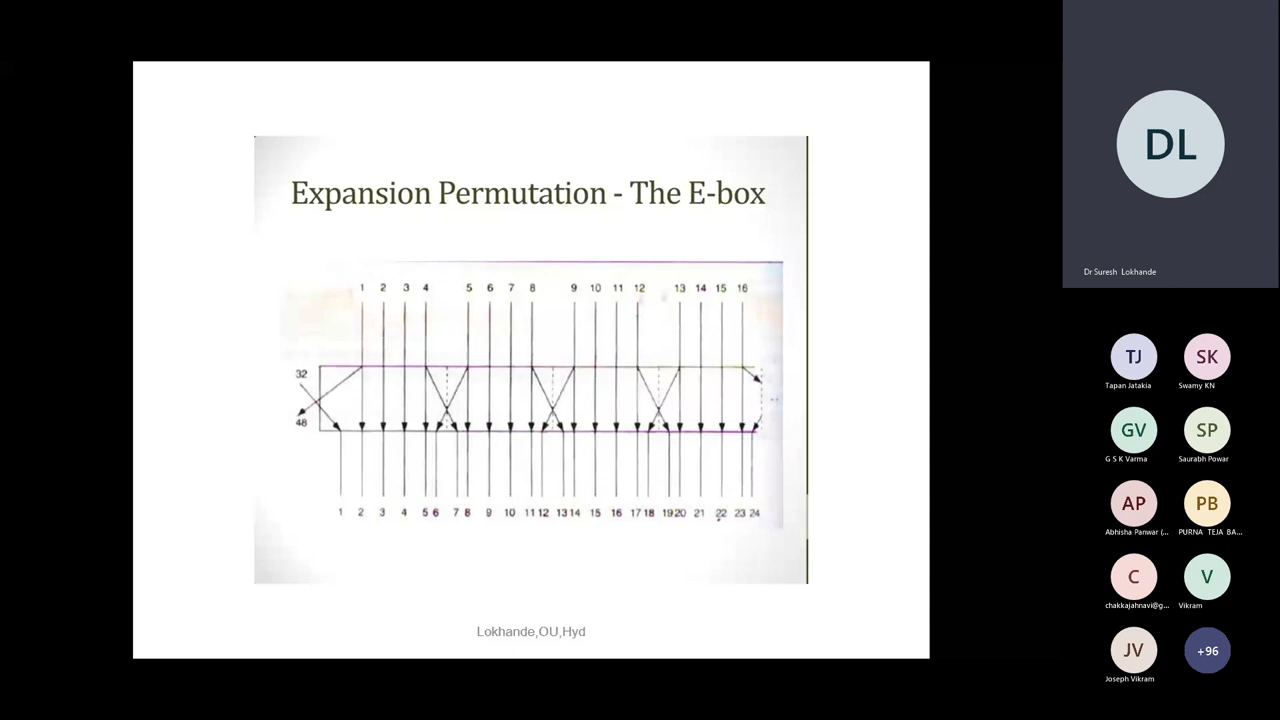 Expansion Permutation - The E-box
1 2 3 4 5 6 7 8 9 10 11 12 13 14 15 16
32
48
1 2 3 4 5 6 7 8 9 10 11 12 13 14 15 16 17 18 19 20 21 22 23 24
Lokhande,OU,Hyd
DL
Dr Suresh Lokhande
TJ SK
Tapan Jatakia Swamy KN
GV SP
G S K Varma Saurabh Powar
AP PB
Abhisha Panwar (... PURNA TEJA BA...
C V
chakkajahnavi@g... Vikram
JV +96
Joseph Vikram